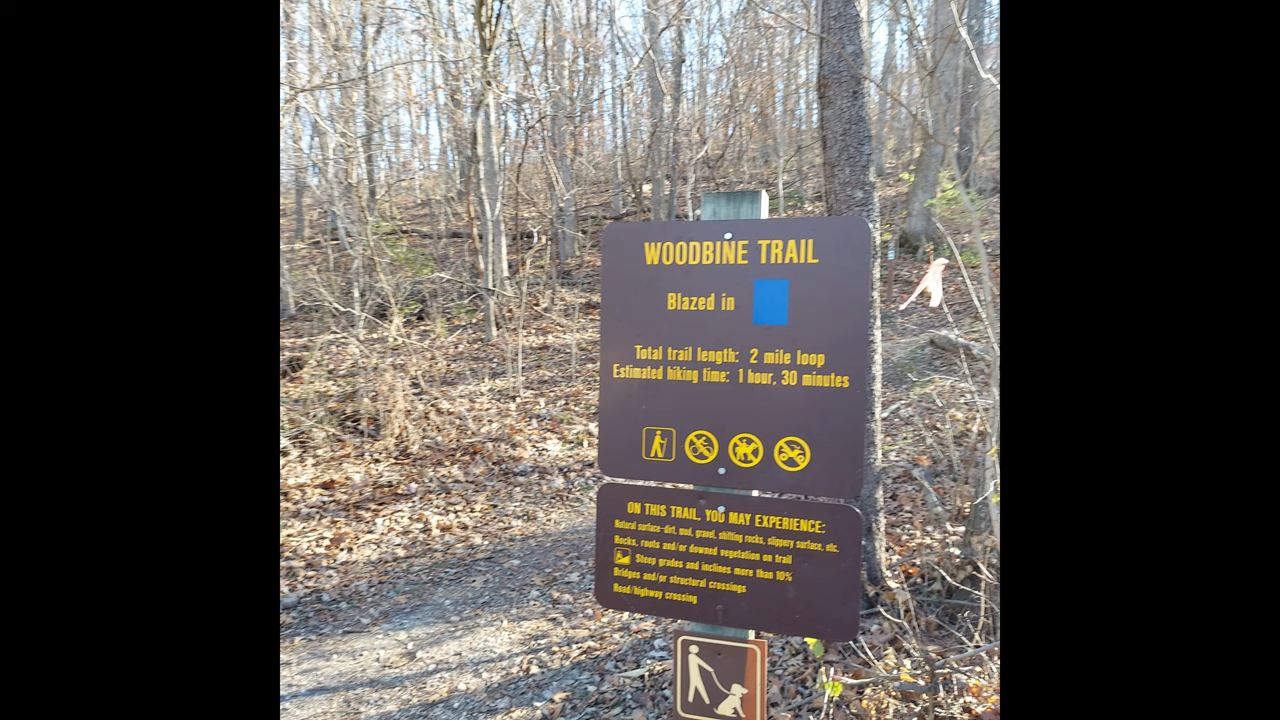 WOODBINE TRAIL
Blazed in
Total trail length: 2 mile loop
Estimated hiking time: 1 hour, 30 minutes
ON THIS TRAIL, YOU MAY EXPERIENCE:
Natural surface-dirt, mud, gravel, shifting rocks, slippery surface, etc.
Rocks, roots and/or downed vegetation on trail
Steep grades and inclines more than 10%
Bridges and/or structural crossings
Road/highway crossing